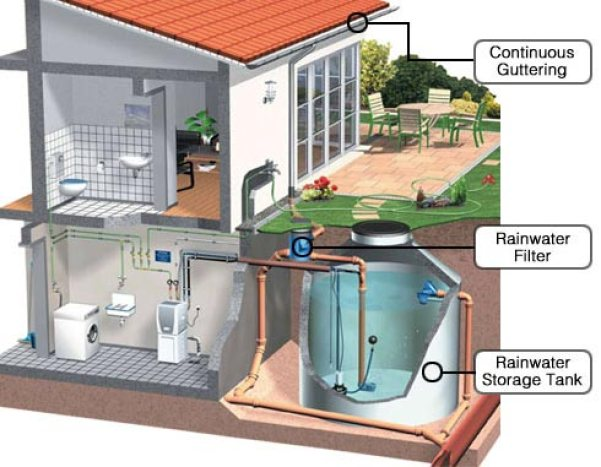 Continuous
Guttering
Rainwater
Filter
Rainwater
Storage Tank